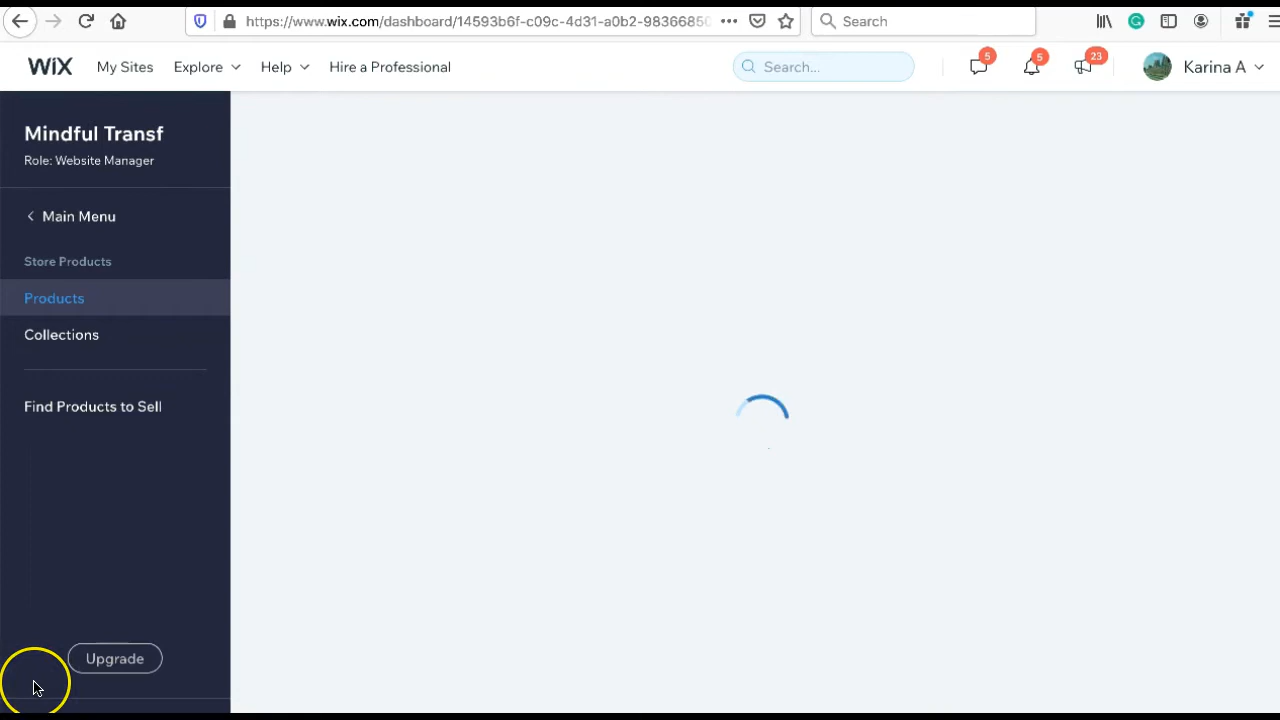 https://www.wix.com/dashboard/14593b6f-c09c-4d31-a0b2-98366850
Search
WiX
My Sites
Explore
Help
Hire a Professional
Search...
5
5
23
Karina A
Mindful Transf
Role: Website Manager
Main Menu
Store Products
Products
Collections
Find Products to Sell
Upgrade